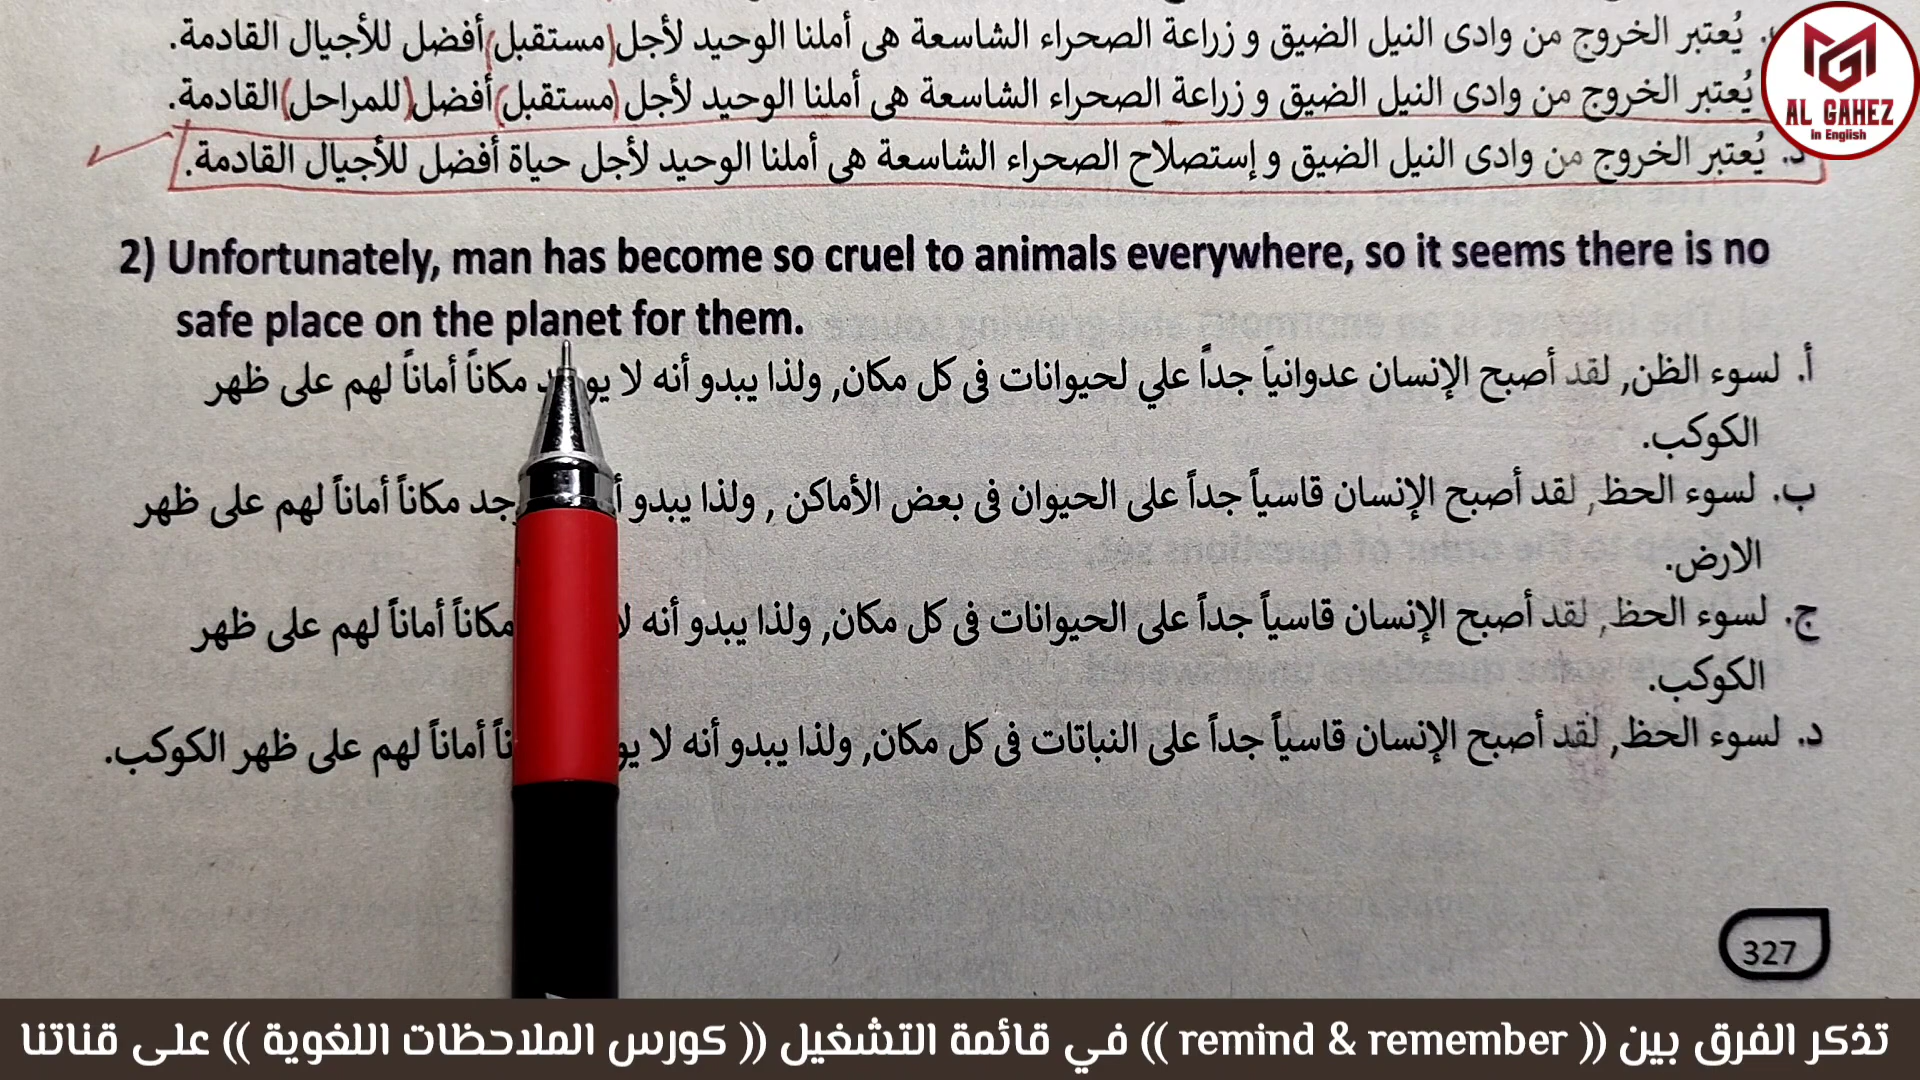 يُعتبر الخروج من وادى النيل الضيق و زراعة الصحراء الشاسعة هى أملنا الوحيد لأجل (مستقبل) أفضل للأجيال القادمة.
يُعتبر الخروج من وادى النيل الضيق و زراعة الصحراء الشاسعة هى أملنا الوحيد لأجل (مستقبل) أفضل (للمراحل) القادمة.
د. يُعتبر الخروج من وادى النيل الضيق و إستصلاح الصحراء الشاسعة هى أملنا الوحيد لأجل حياة أفضل للأجيال القادمة.
AL GAHEZ
in English
2) Unfortunately, man has become so cruel to animals everywhere, so it seems there is no
safe place on the planet for them.
أ. لسوء الظن, لقد أصبح الإنسان عدوانياً جداً علي لحيوانات فى كل مكان, ولذا يبدو أنه لا مكاناً أماناً لهم على ظهر
الكوكب.
ب. لسوء الحظ, لقد أصبح الإنسان قاسياً جداً على الحيوان فى بعض الأماكن , ولذا يبدو مكاناً أماناً لهم على ظهر
الارض.
ج. لسوء الحظ, لقد أصبح الإنسان قاسياً جداً على الحيوانات فى كل مكان, ولذا يبدو أنه لا مكاناً أماناً لهم على ظهر
الكوكب.
د. لسوء الحظ, لقد أصبح الإنسان قاسياً جداً على النباتات فى كل مكان, ولذا يبدو أنه لا أماناً لهم على ظهر الكوكب.
327
تذكر الفرق بين (( remind & remember )) في قائمة التشغيل (( كورس الملاحظات اللغوية )) على قناتنا